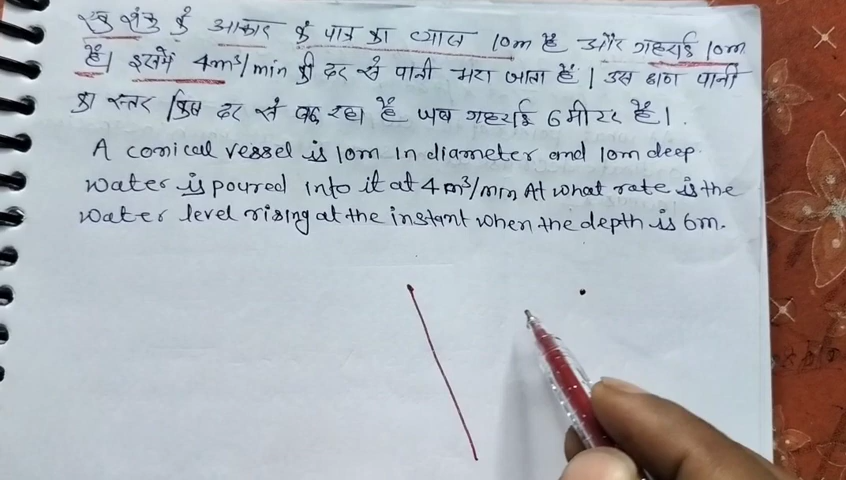 एक शंकु के आकार के पात्र का व्यास 10m है और गहराई 10m
है। इसमें 4m³/min की दर से पानी भरा जाता है। उस क्षण पानी
का स्तर किस दर से बढ़ रहा है जब गहराई 6 मीटर है।.
A conical vessel is 10m in diameter and 10m deep.
Water is poured into it at 4m³/min At what rate is the
water level rising at the instant when the depth is 6m.